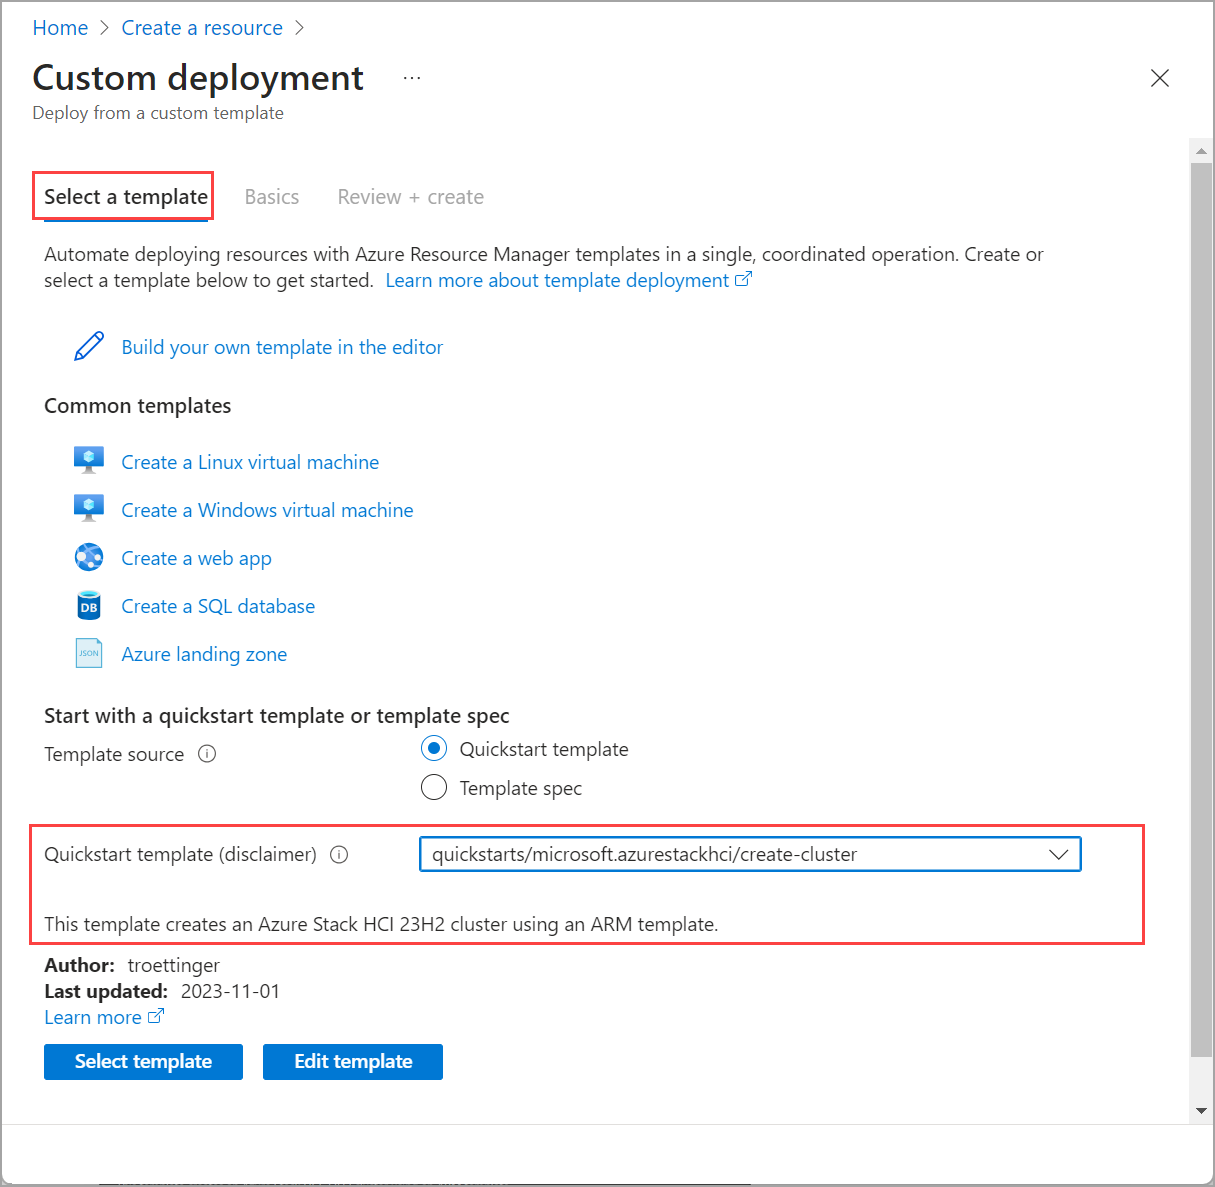 Home > Create a resource >
Custom deployment ...
Deploy from a custom template
Select a template Basics Review + create
Automate deploying resources with Azure Resource Manager templates in a single, coordinated operation. Create or
select a template below to get started. Learn more about template deployment
Build your own template in the editor
Common templates
Create a Linux virtual machine
Create a Windows virtual machine
Create a web app
DB Create a SQL database
JSON Azure landing zone
Start with a quickstart template or template spec
Template source Quickstart template
Template spec
Quickstart template (disclaimer) quickstarts/microsoft.azurestackhci/create-cluster
This template creates an Azure Stack HCI 23H2 cluster using an ARM template.
Author: troettinger
Last updated: 2023-11-01
Learn more
Select template Edit template